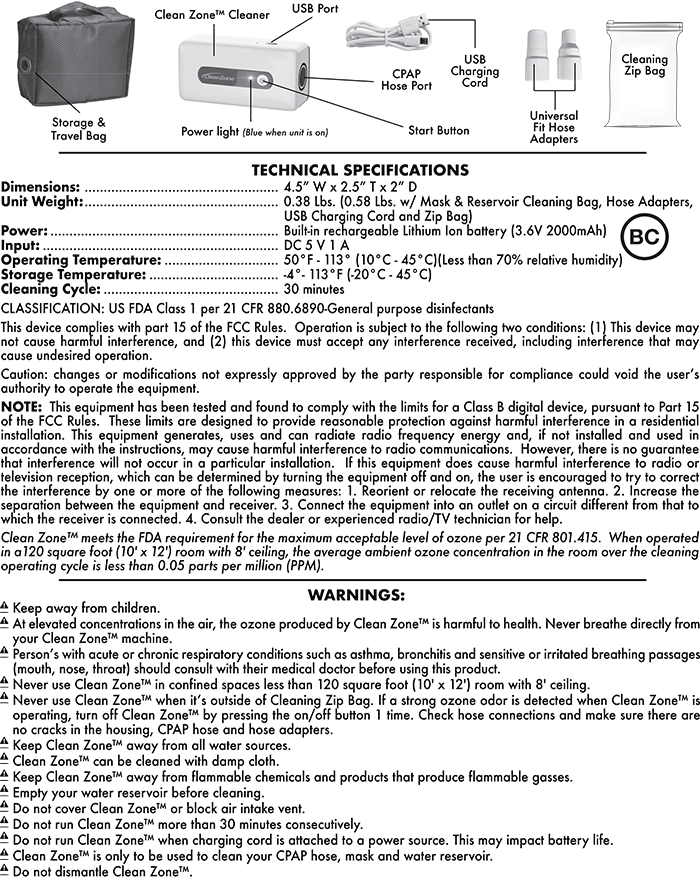 USB Port
Clean Zone™ Cleaner
CleanZone
USB
Charging
Cord
CPAP
Hose Port
Cleaning
Zip Bag
Universal
Fit Hose
Adapters
Storage &
Travel Bag
Power light (Blue when unit is on)
Start Button
TECHNICAL SPECIFICATIONS
Dimensions: .................................................. 4.5” W x 2.5” T x 2” D
Unit Weight:.................................................. 0.38 Lbs. (0.58 Lbs. w/ Mask & Reservoir Cleaning Bag, Hose Adapters,
USB Charging Cord and Zip Bag)
Power:........................................................... Built-in rechargeable Lithium Ion battery (3.6V 2000mAh)
BC
Input: ............................................................ DC 5 V 1 A
Operating Temperature: ............................. 50°F - 113° (10°C - 45°C)(Less than 70% relative humidity)
Storage Temperature: ................................. -4°- 113°F (-20°C - 45°C)
Cleaning Cycle: ............................................. 30 minutes
CLASSIFICATION: US FDA Class 1 per 21 CFR 880.6890-General purpose disinfectants
This device complies with part 15 of the FCC Rules. Operation is subject to the following two conditions: (1) This device may
not cause harmful interference, and (2) this device must accept any interference received, including interference that may
cause undesired operation.
Caution: changes or modifications not expressly approved by the party responsible for compliance could void the user’s
authority to operate the equipment.
NOTE: This equipment has been tested and found to comply with the limits for a Class B digital device, pursuant to Part 15
of the FCC Rules. These limits are designed to provide reasonable protection against harmful interference in a residential
installation. This equipment generates, uses and can radiate radio frequency energy and, if not installed and used in
accordance with the instructions, may cause harmful interference to radio communications. However, there is no guarantee
that interference will not occur in a particular installation. If this equipment does cause harmful interference to radio or
television reception, which can be determined by turning the equipment off and on, the user is encouraged to try to correct
the interference by one or more of the following measures: 1. Reorient or relocate the receiving antenna. 2. Increase the
separation between the equipment and receiver. 3. Connect the equipment into an outlet on a circuit different from that to
which the receiver is connected. 4. Consult the dealer or experienced radio/TV technician for help.
Clean Zone™ meets the FDA requirement for the maximum acceptable level of ozone per 21 CFR 801.415. When operated
in a120 square foot (10' x 12') room with 8' ceiling, the average ambient ozone concentration in the room over the cleaning
operating cycle is less than 0.05 parts per million (PPM).
WARNINGS:
Keep away from children.
At elevated concentrations in the air, the ozone produced by Clean Zone™ is harmful to health. Never breathe directly from
your Clean Zone™ machine.
Person’s with acute or chronic respiratory conditions such as asthma, bronchitis and sensitive or irritated breathing passages
(mouth, nose, throat) should consult with their medical doctor before using this product.
Never use Clean Zone™ in confined spaces less than 120 square foot (10' x 12') room with 8' ceiling.
Never use Clean Zone™ when it’s outside of Cleaning Zip Bag. If a strong ozone odor is detected when Clean Zone™ is
operating, turn off Clean Zone™ by pressing the on/off button 1 time. Check hose connections and make sure there are
no cracks in the housing, CPAP hose and hose adapters.
Keep Clean Zone™ away from all water sources.
Clean Zone™ can be cleaned with damp cloth.
Keep Clean Zone™ away from flammable chemicals and products that produce flammable gasses.
Empty your water reservoir before cleaning.
Do not cover Clean Zone™ or block air intake vent.
Do not run Clean Zone™ more than 30 minutes consecutively.
Do not run Clean Zone™ when charging cord is attached to a power source. This may impact battery life.
Clean Zone™ is only to be used to clean your CPAP hose, mask and water reservoir.
Do not dismantle Clean Zone™.